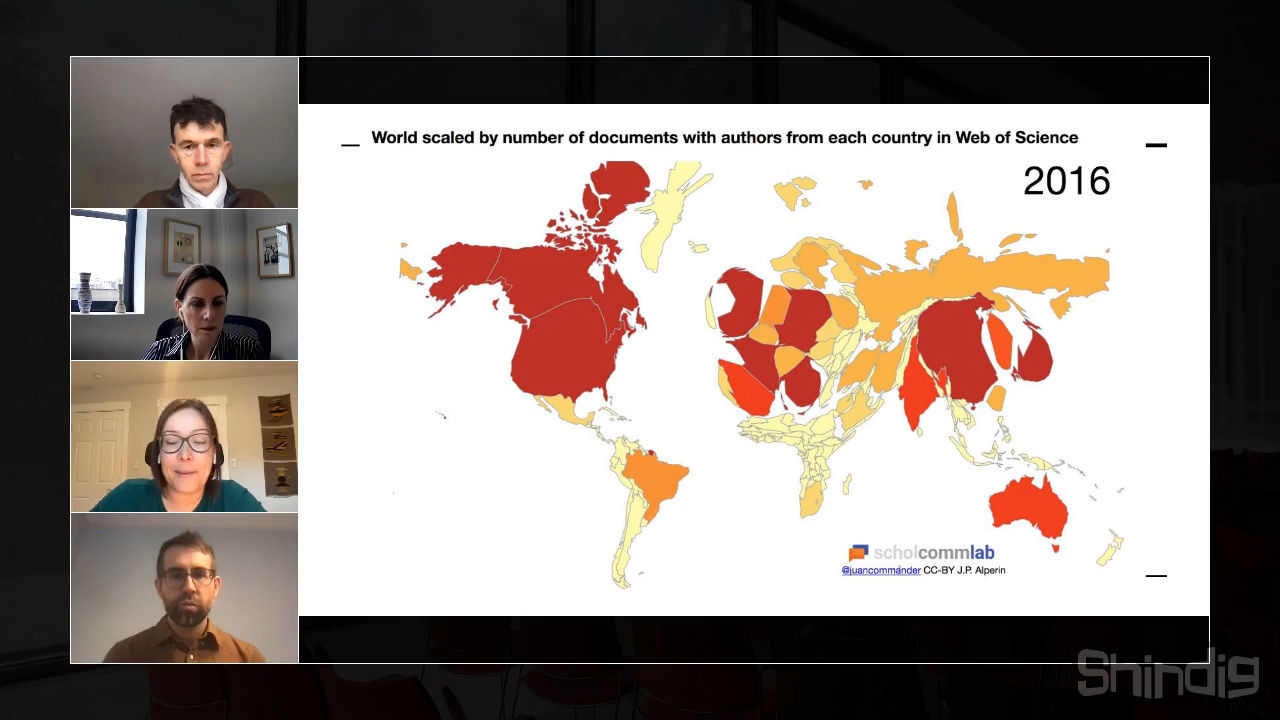 World scaled by number of documents with authors from each country in Web of Science
2016
scholcommlab
@juancommander CC-BY J.P. Alperin
Shindig